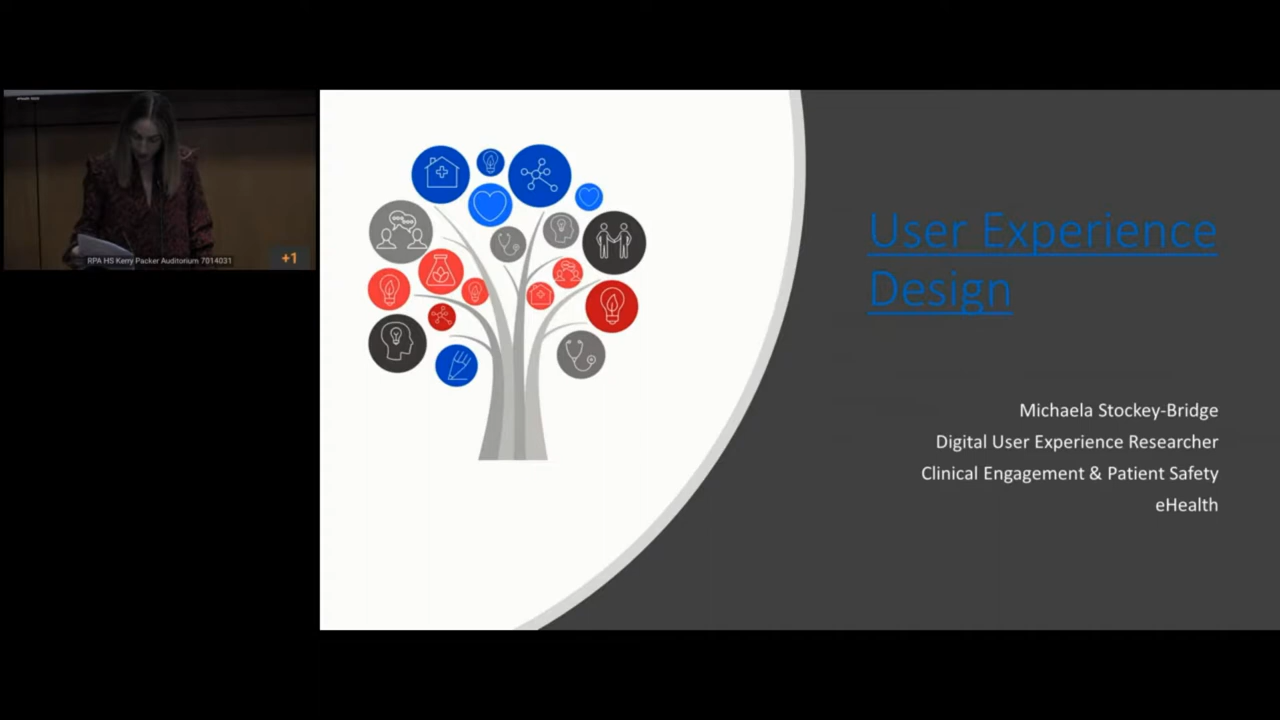 RPA HS Kerry Packer Auditorium 7014031
+1
User Experience
Design
Michaela Stockey-Bridge
Digital User Experience Researcher
Clinical Engagement & Patient Safety
eHealth